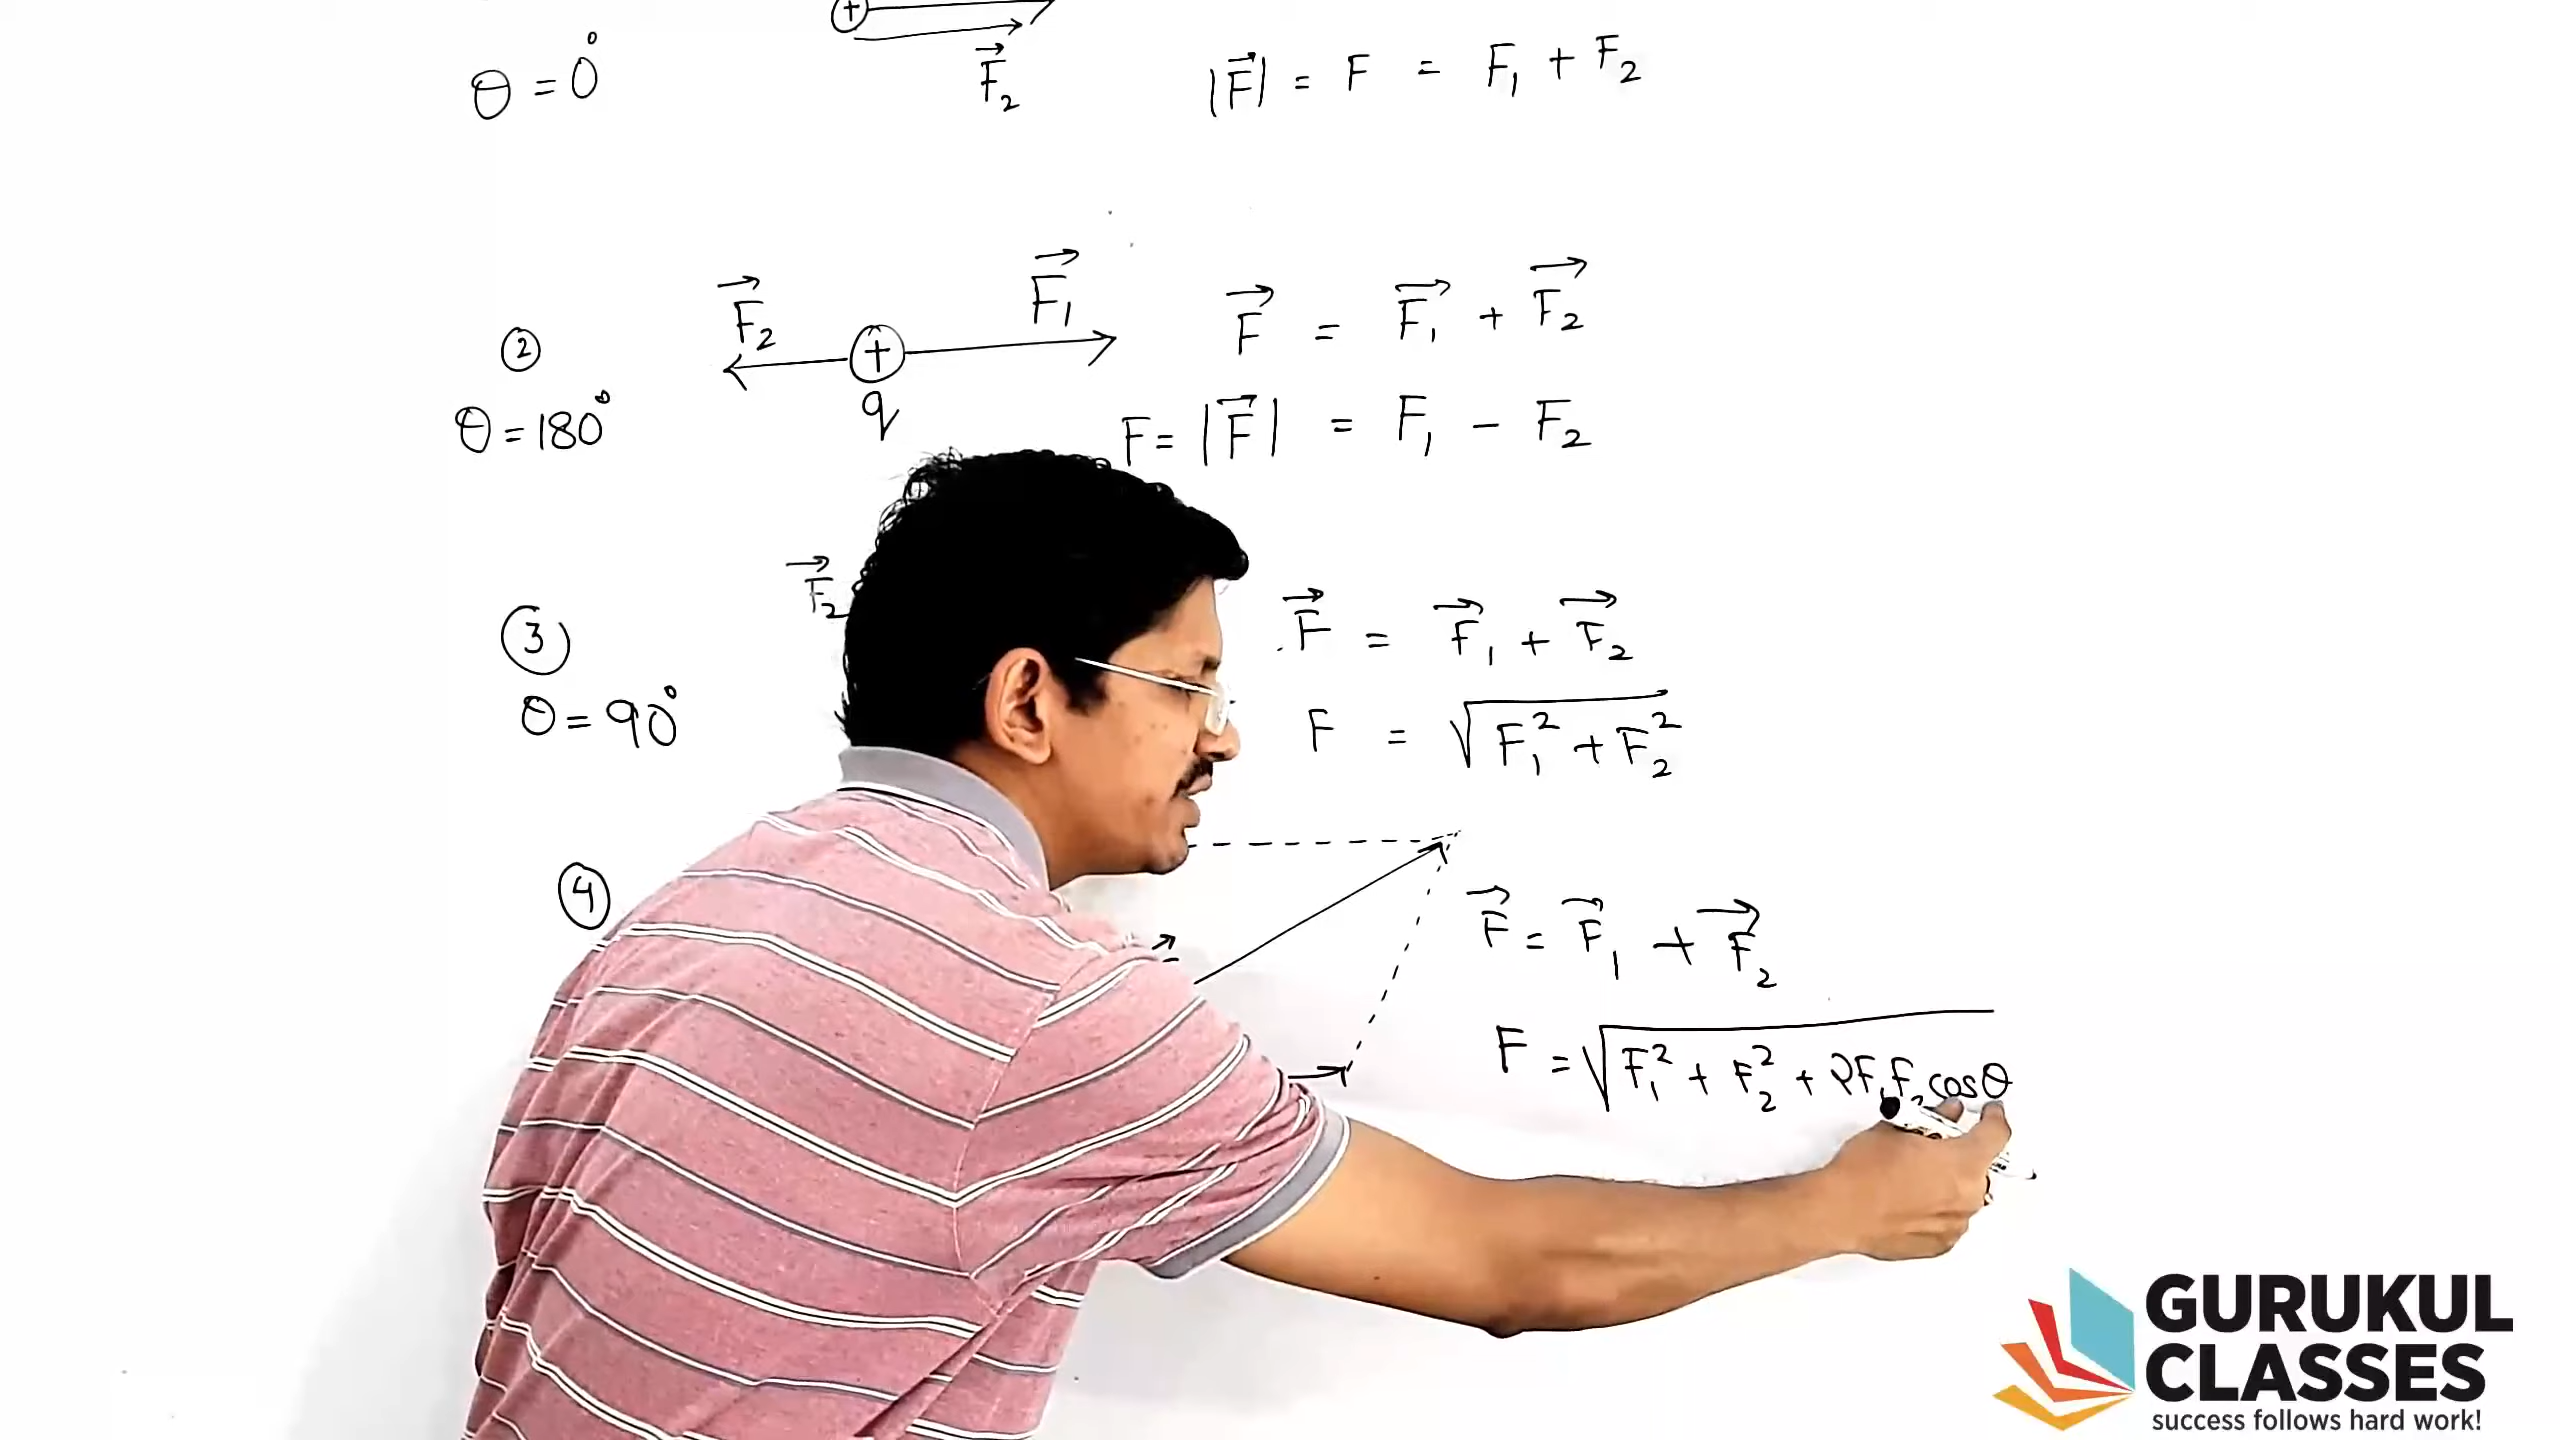 +
F⃗₂
θ = 0° |F⃗| = F = F₁ + F₂
F⃗₂ F⃗₁ F⃗ = F⃗₁ + F⃗₂
② +
θ = 180° q F = |F⃗| = F₁ − F₂
③ F⃗₂ F⃗ = F⃗₁ + F⃗₂
θ = 90° F = √(F₁² + F₂²)
④ F⃗ = F⃗₁ + F⃗₂
F = √(F₁² + F₂² + 2F₁F₂cosθ)
GURUKUL
CLASSES
success follows hard work!